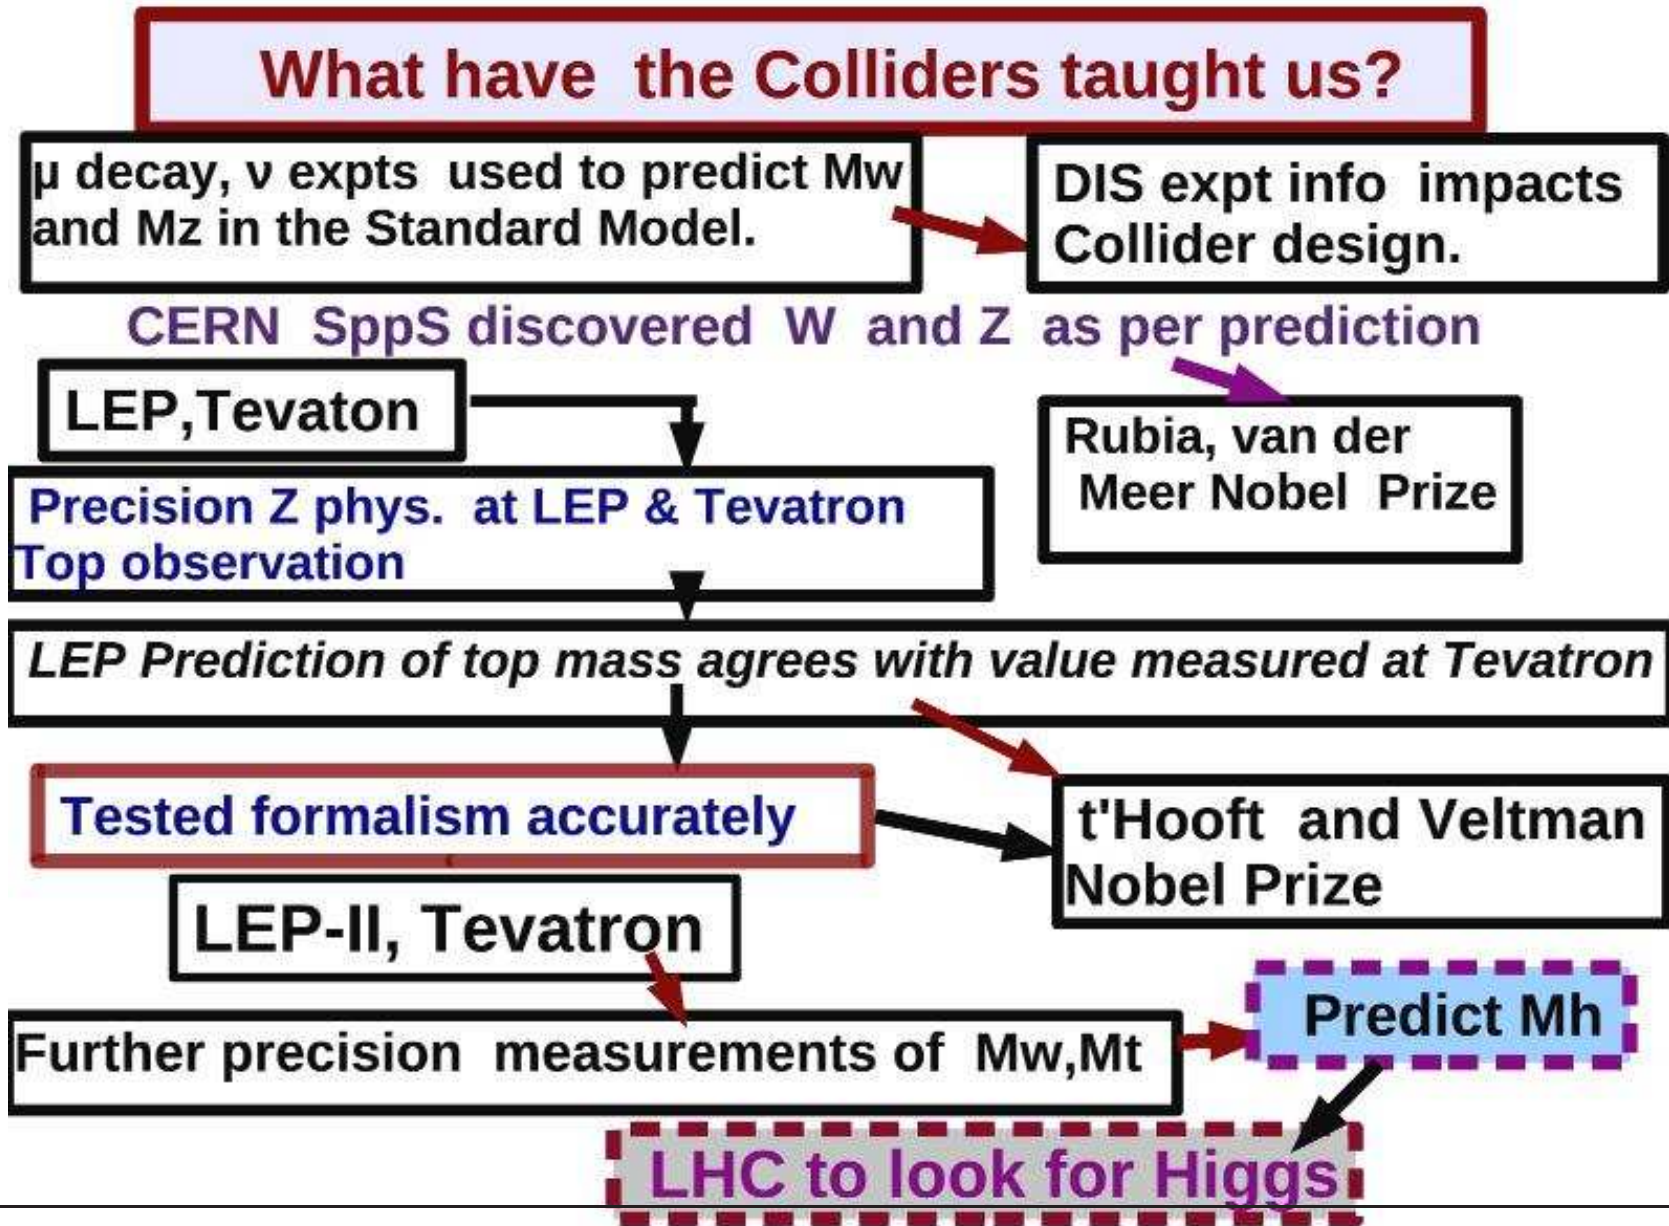 What have the Colliders taught us?
μ decay, ν expts used to predict Mw
and Mz in the Standard Model.
DIS expt info impacts
Collider design.
CERN SppS discovered W and Z as per prediction
LEP,Tevaton
Rubia, van der
Meer Nobel Prize
Precision Z phys. at LEP & Tevatron
Top observation
LEP Prediction of top mass agrees with value measured at Tevatron
Tested formalism accurately
t'Hooft and Veltman
Nobel Prize
LEP-II, Tevatron
Further precision measurements of Mw,Mt
Predict Mh
LHC to look for Higgs